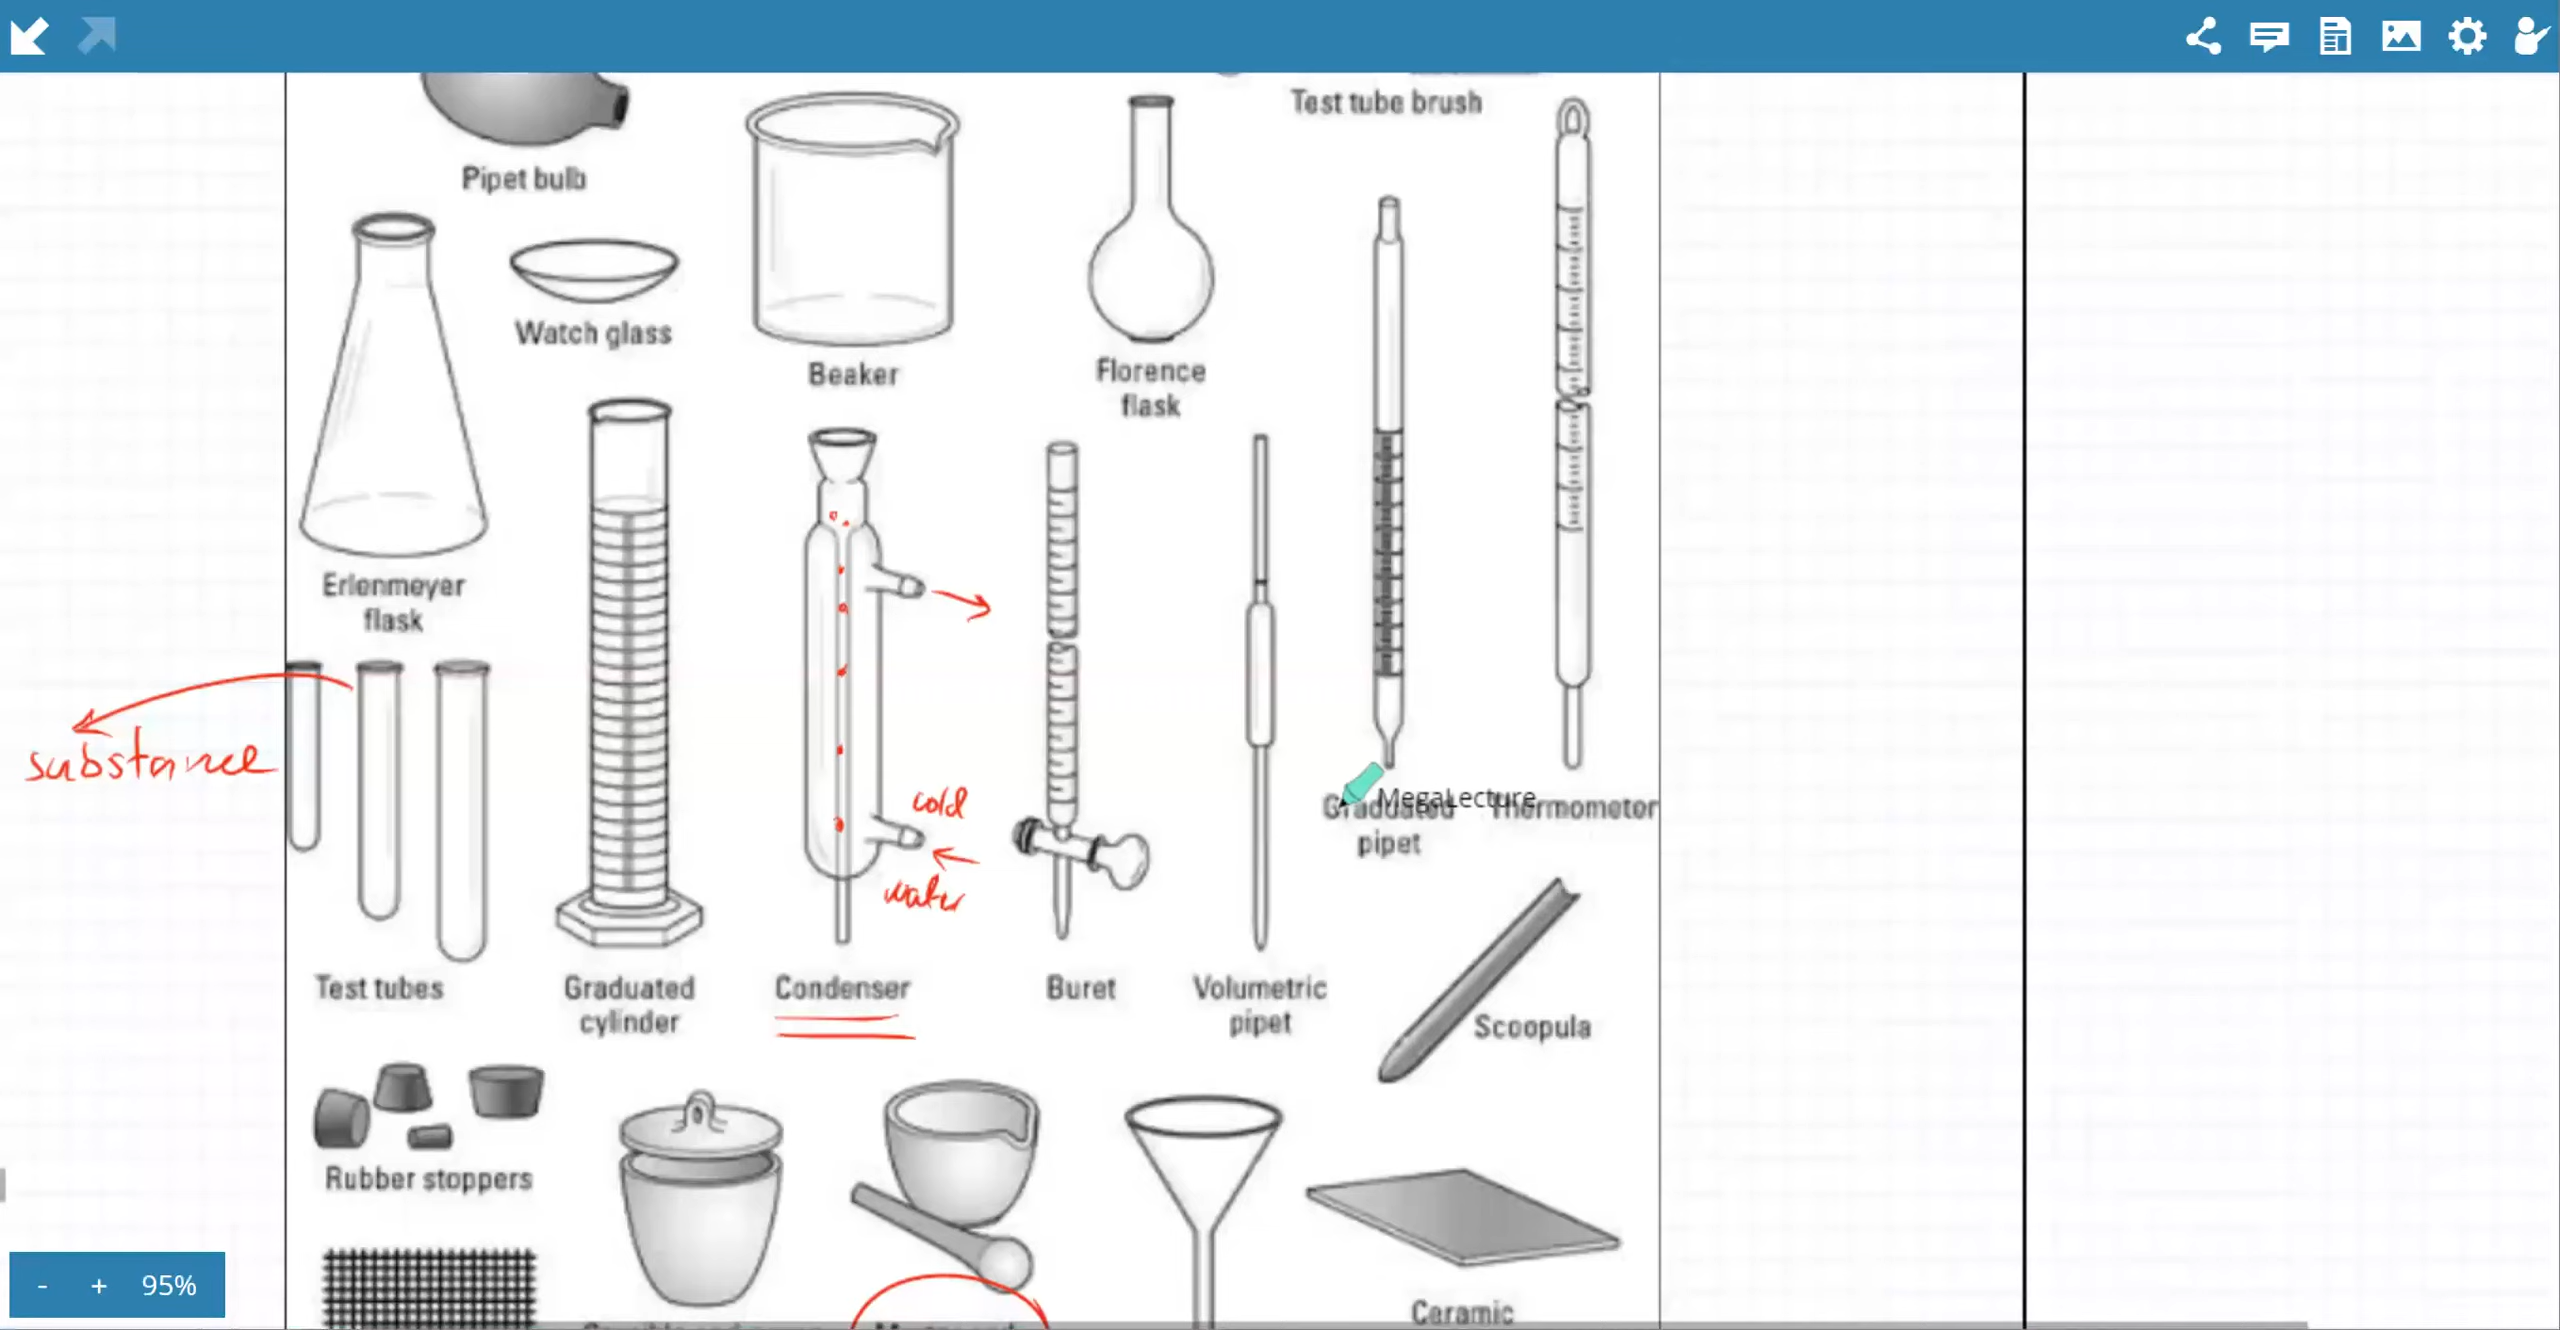 Test tube brush
Pipet bulb
Watch glass
Beaker
Florence
flask
Erlenmeyer
flask
substance
cold
water
MegaLecture
Graduated
pipet
Thermometer
Test tubes
Graduated
cylinder
Condenser
Buret
Volumetric
pipet
Scoopula
Rubber stoppers
Ceramic
- + 95%